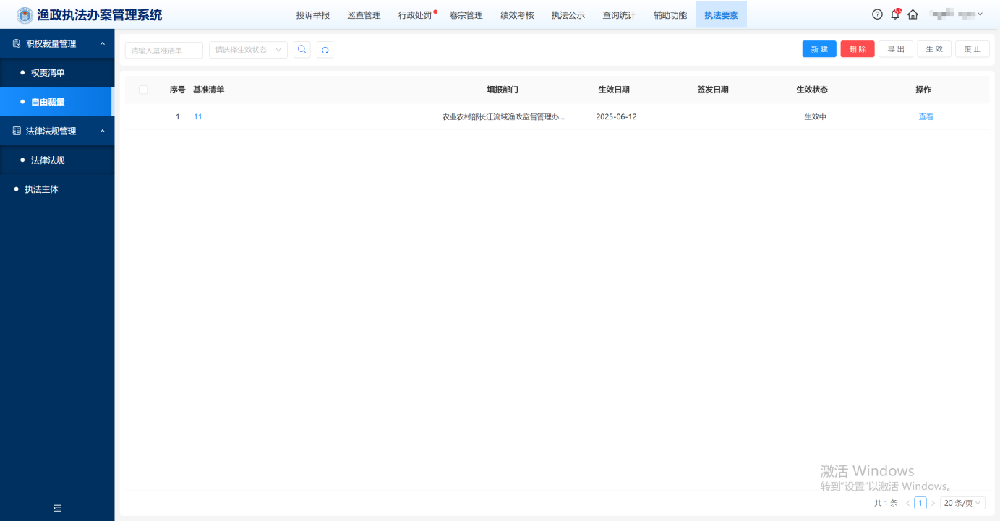 渔政执法办案管理系统 投诉举报 巡查管理 行政处罚 卷宗管理 绩效考核 执法公示 查询统计 辅助功能 执法要素
职权裁量管理
权责清单
自由裁量
法律法规管理
法律法规
执法主体
请输入基准清单 请选择生效状态 新建 删除 导出 生效 废止
序号 基准清单 填报部门 生效日期 签发日期 生效状态 操作
1 11 农业农村部长江流域渔政监督管理办... 2025-06-12 生效中 查看
激活 Windows
转到"设置"以激活 Windows。
共 1 条 < 1 > 20 条/页